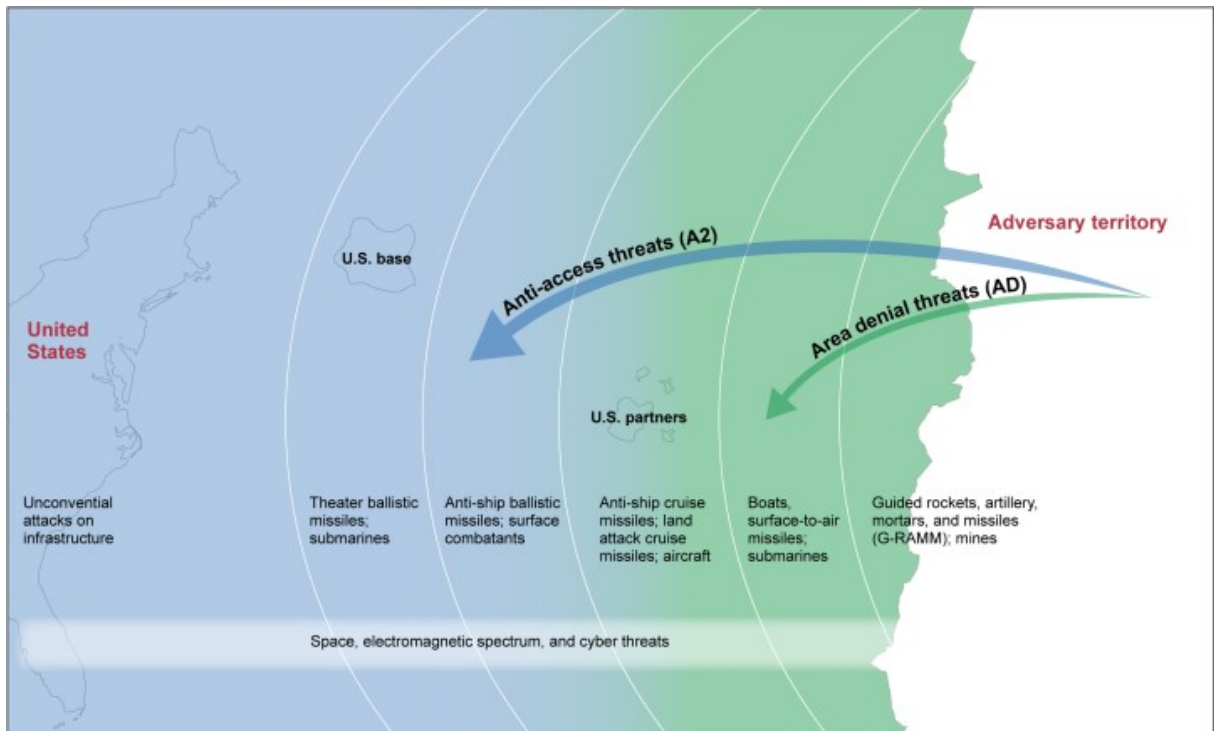 Adversary territory
Anti-access threats (A2)
U.S. base
Area denial threats (AD)
United
States
U.S. partners
Unconvential
attacks on
infrastructure
Theater ballistic
missiles;
submarines
Anti-ship ballistic
missiles; surface
combatants
Anti-ship cruise
missiles; land
attack cruise
missiles; aircraft
Boats,
surface-to-air
missiles;
submarines
Guided rockets, artillery,
mortars, and missiles
(G-RAMM); mines
Space, electromagnetic spectrum, and cyber threats